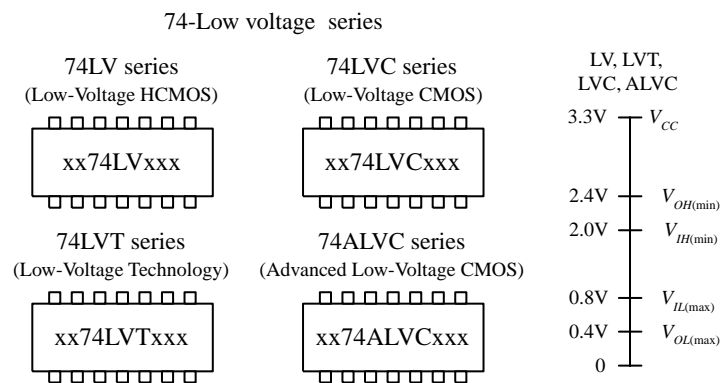 74-Low voltage series
74LV series
(Low-Voltage HCMOS)
xx74LVxxx
74LVC series
(Low-Voltage CMOS)
xx74LVCxxx
74LVT series
(Low-Voltage Technology)
xx74LVTxxx
74ALVC series
(Advanced Low-Voltage CMOS)
xx74ALVCxxx
LV, LVT,
LVC, ALVC
3.3V VCC
2.4V VOH(min)
2.0V VIH(min)
0.8V VIL(max)
0.4V VOL(max)
0